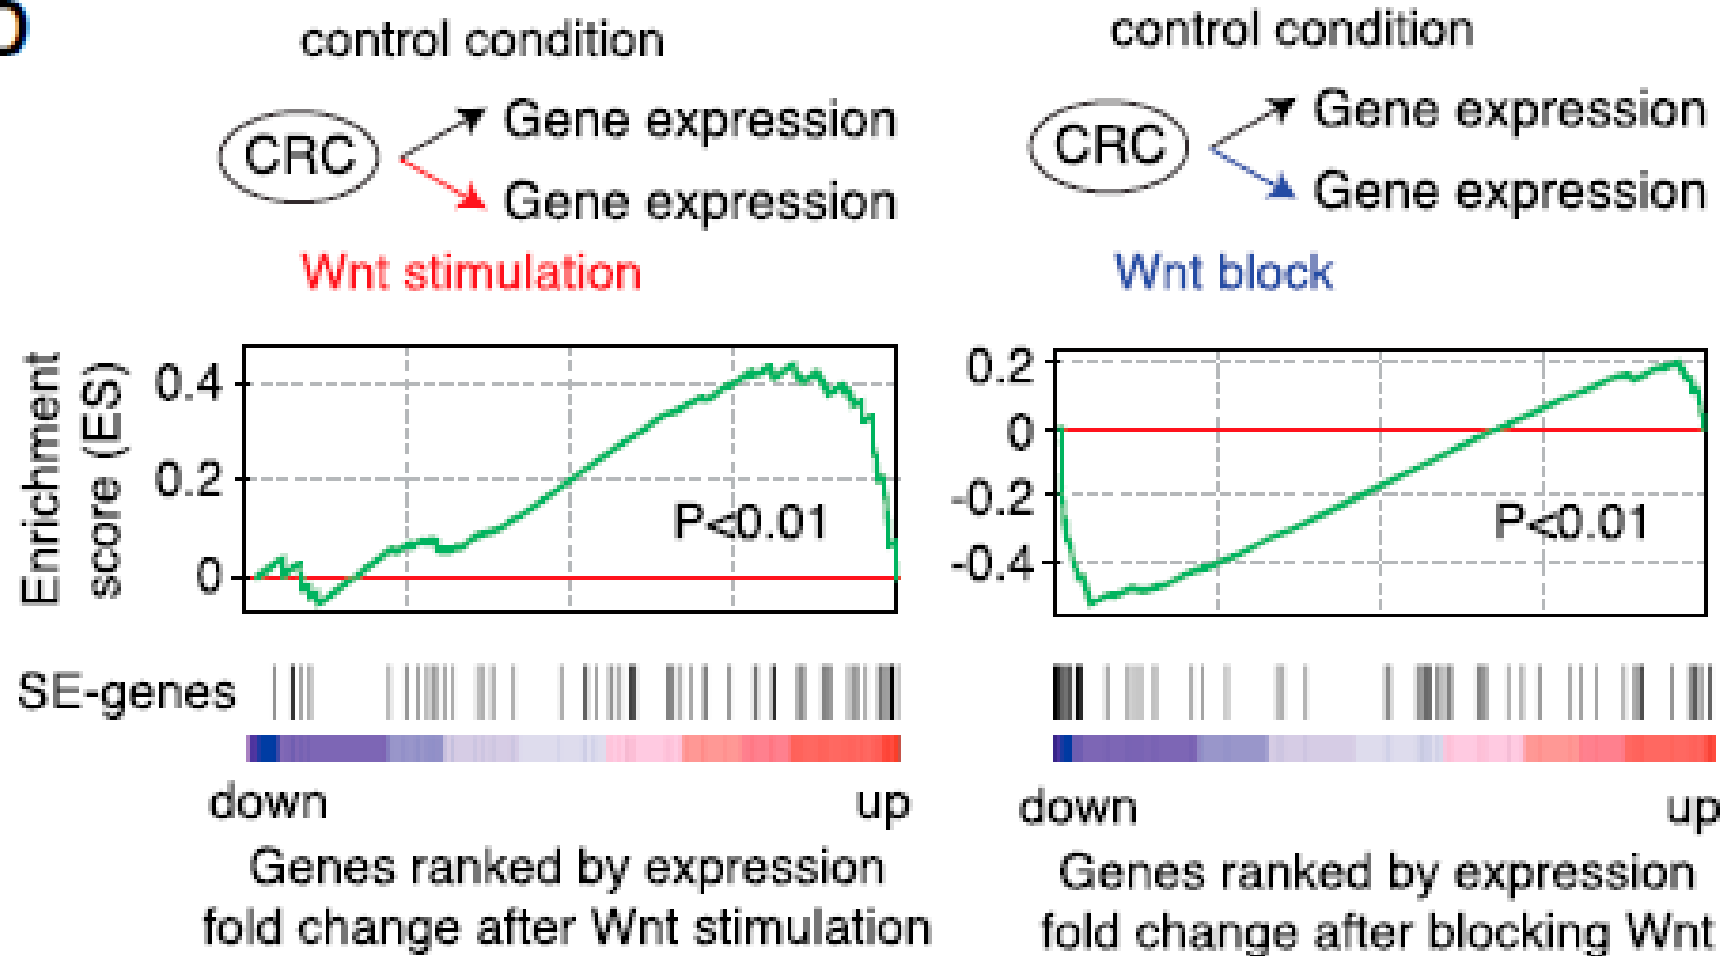 D
control condition
CRC
Gene expression
Gene expression
Wnt stimulation
control condition
CRC
Gene expression
Gene expression
Wnt block
Enrichment
score (ES)
0.4
0.2
0
P<0.01
0.2
0
-0.2
-0.4
P<0.01
SE-genes
down
up
Genes ranked by expression
fold change after Wnt stimulation
down
up
Genes ranked by expression
fold change after blocking Wnt